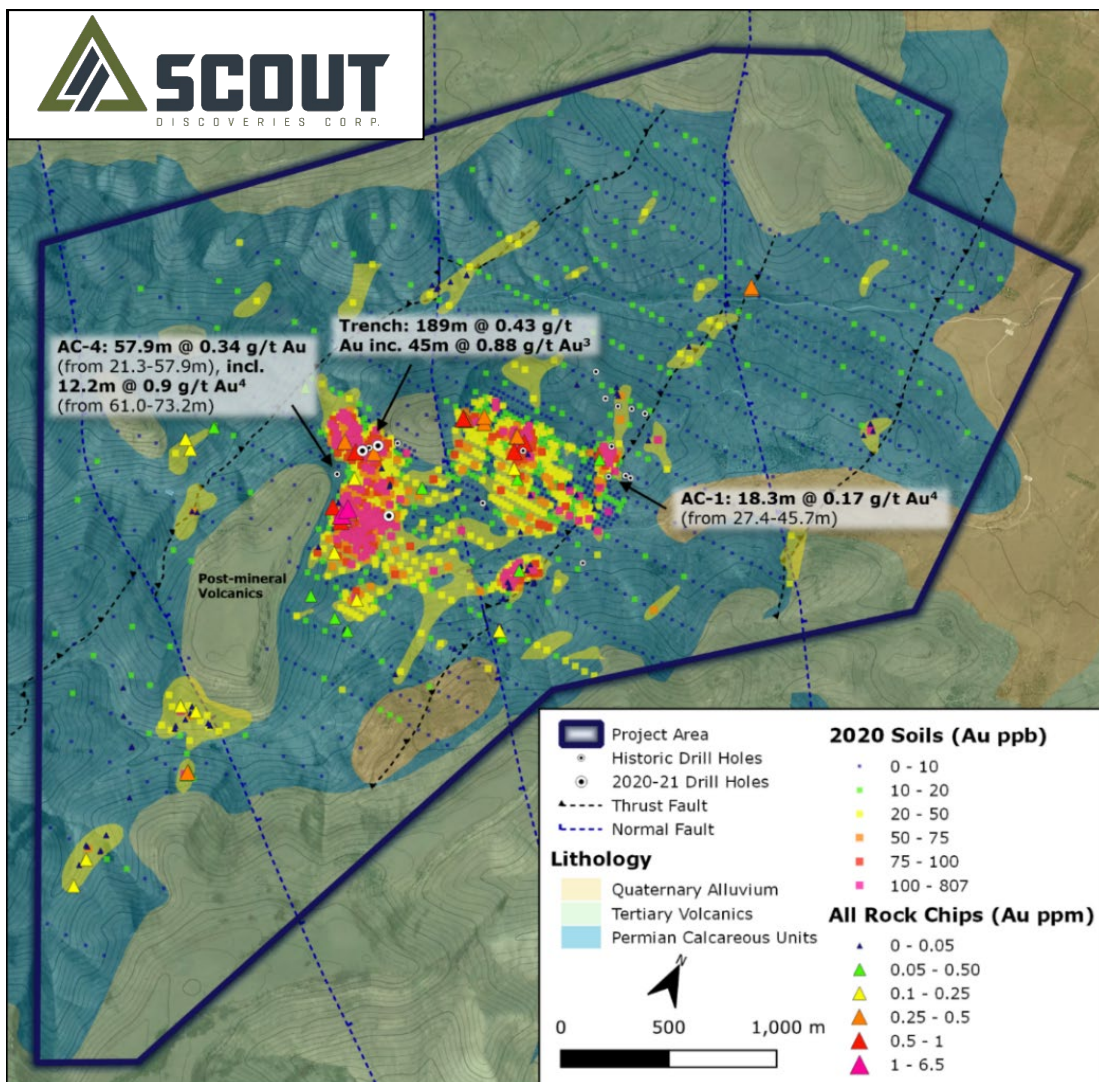 SCOUT
DISCOVERIES CORP.
Trench: 189m @ 0.43 g/t
Au inc. 45m @ 0.88 g/t Au³
AC-4: 57.9m @ 0.34 g/t Au
(from 21.3-57.9m), incl.
12.2m @ 0.9 g/t Au⁴
(from 61.0-73.2m)
AC-1: 18.3m @ 0.17 g/t Au⁴
(from 27.4-45.7m)
Post-mineral
Volcanics
Project Area
Historic Drill Holes
2020-21 Drill Holes
Thrust Fault
Normal Fault
Lithology
Quaternary Alluvium
Tertiary Volcanics
Permian Calcareous Units
N
0 500 1,000 m
2020 Soils (Au ppb)
0 - 10
10 - 20
20 - 50
50 - 75
75 - 100
100 - 807
All Rock Chips (Au ppm)
0 - 0.05
0.05 - 0.50
0.1 - 0.25
0.25 - 0.5
0.5 - 1
1 - 6.5